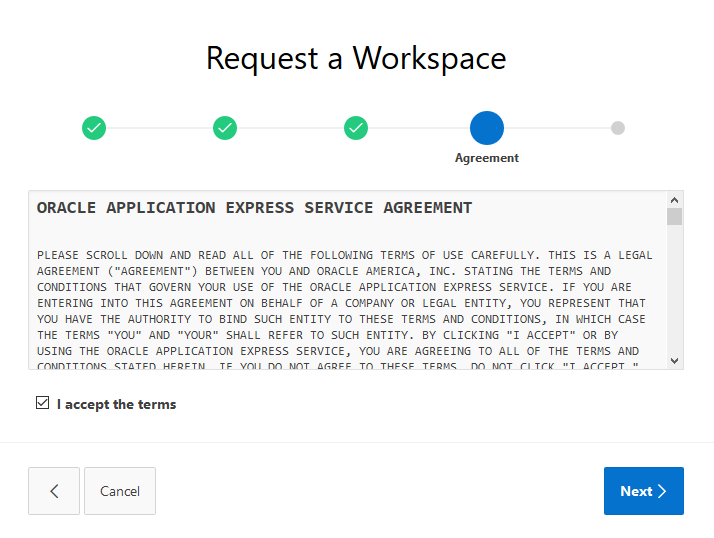 Request a Workspace
Agreement
ORACLE APPLICATION EXPRESS SERVICE AGREEMENT
PLEASE SCROLL DOWN AND READ ALL OF THE FOLLOWING TERMS OF USE CAREFULLY. THIS IS A LEGAL
AGREEMENT ("AGREEMENT") BETWEEN YOU AND ORACLE AMERICA, INC. STATING THE TERMS AND
CONDITIONS THAT GOVERN YOUR USE OF THE ORACLE APPLICATION EXPRESS SERVICE. IF YOU ARE
ENTERING INTO THIS AGREEMENT ON BEHALF OF A COMPANY OR LEGAL ENTITY, YOU REPRESENT THAT
YOU HAVE THE AUTHORITY TO BIND SUCH ENTITY TO THESE TERMS AND CONDITIONS, IN WHICH CASE
THE TERMS "YOU" AND "YOUR" SHALL REFER TO SUCH ENTITY. BY CLICKING "I ACCEPT" OR BY
USING THE ORACLE APPLICATION EXPRESS SERVICE, YOU ARE AGREEING TO ALL OF THE TERMS AND
CONDITIONS STATED HEREIN. IF YOU DO NOT AGREE TO THESE TERMS, DO NOT CLICK "I ACCEPT."
I accept the terms
Cancel
Next